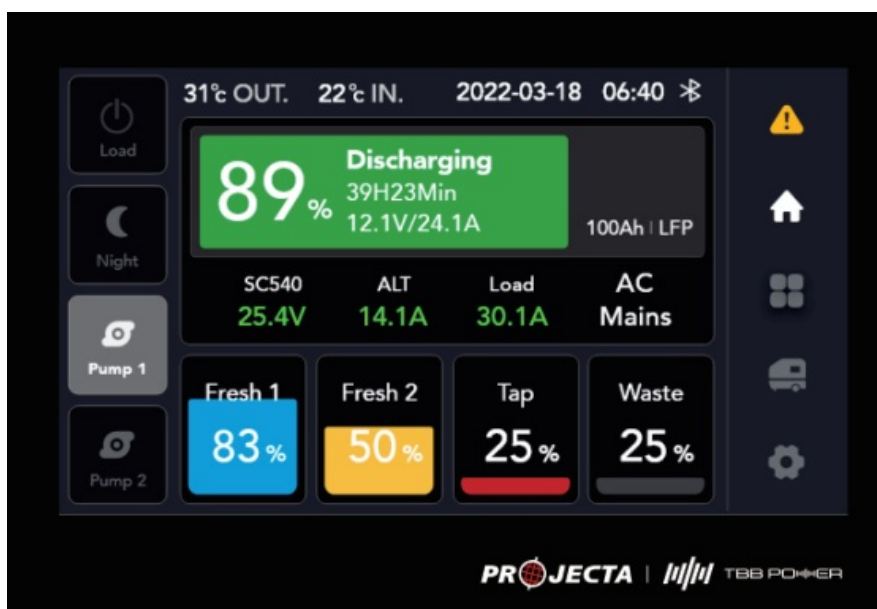 31°c OUT. 22°c IN. 2022-03-18 06:40
Load
89% Discharging
39H23Min
12.1V/24.1A
100Ah | LFP
Night
SC540 ALT Load AC
25.4V 14.1A 30.1A Mains
Pump 1
Fresh 1 Fresh 2 Tap Waste
83% 50% 25% 25%
Pump 2
PROJECTA | TBB POWER